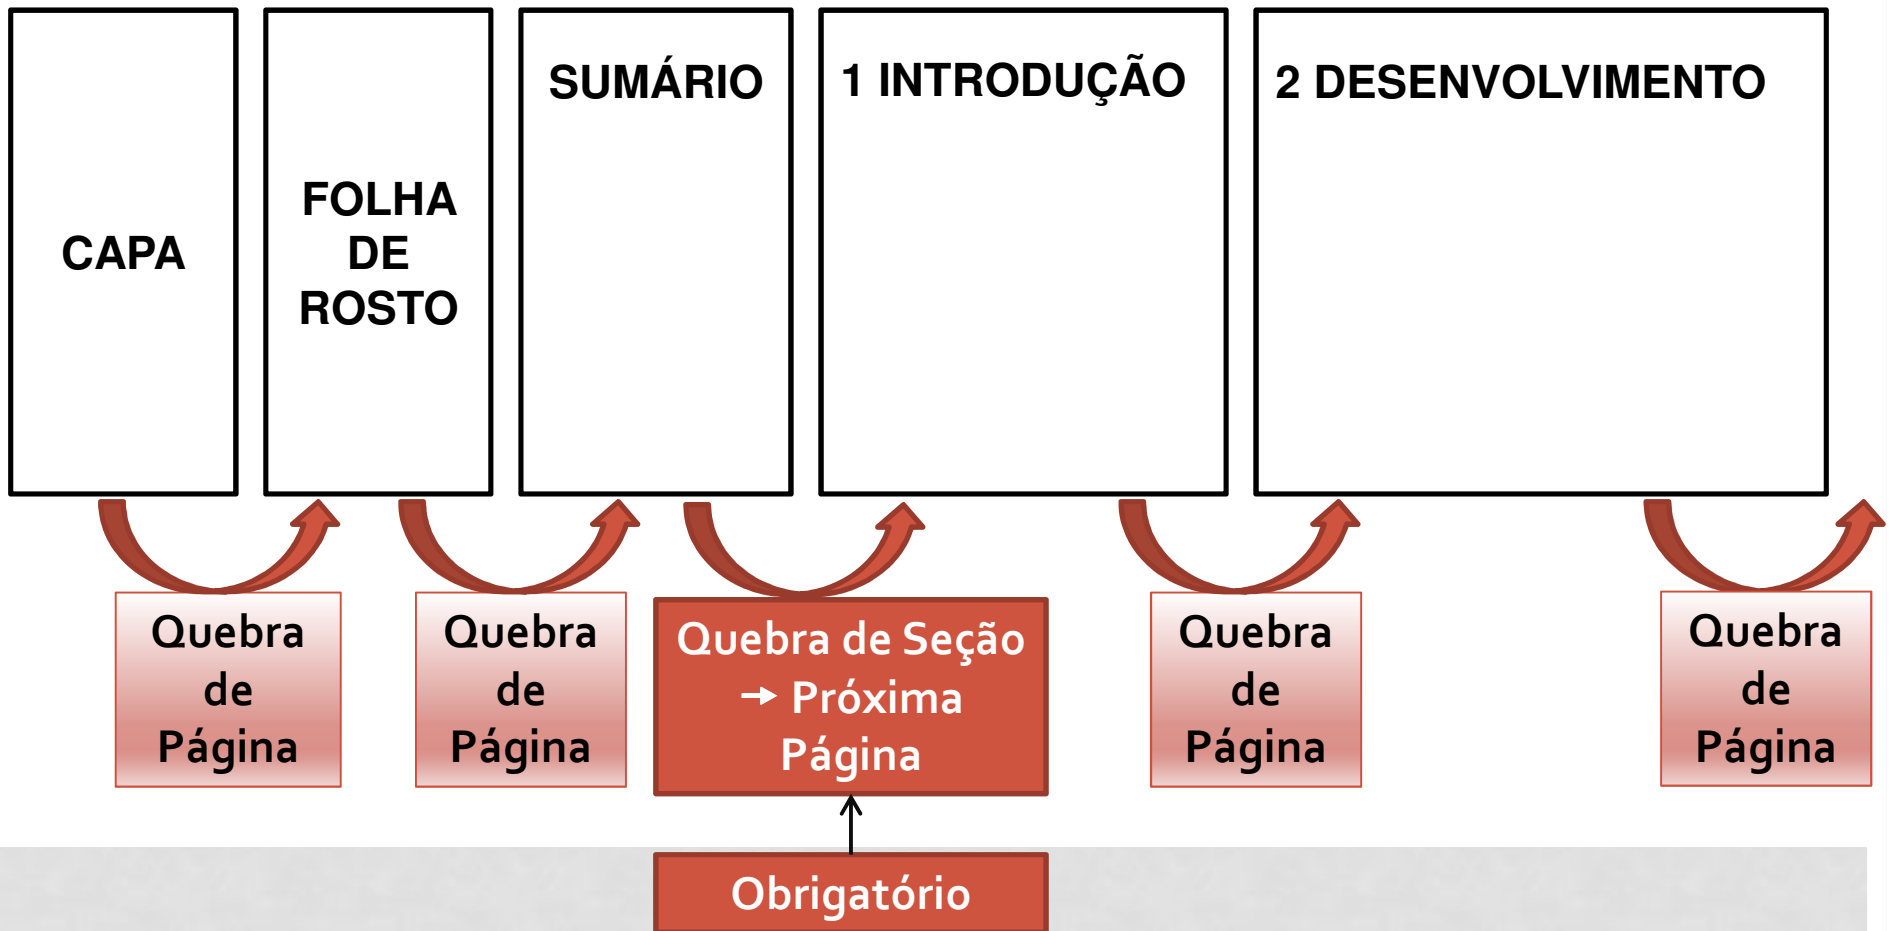 CAPA
FOLHA
DE
ROSTO
SUMÁRIO
1 INTRODUÇÃO
2 DESENVOLVIMENTO
Quebra
de
Página
Quebra
de
Página
Quebra de Seção
→ Próxima
Página
Quebra
de
Página
Quebra
de
Página
Obrigatório